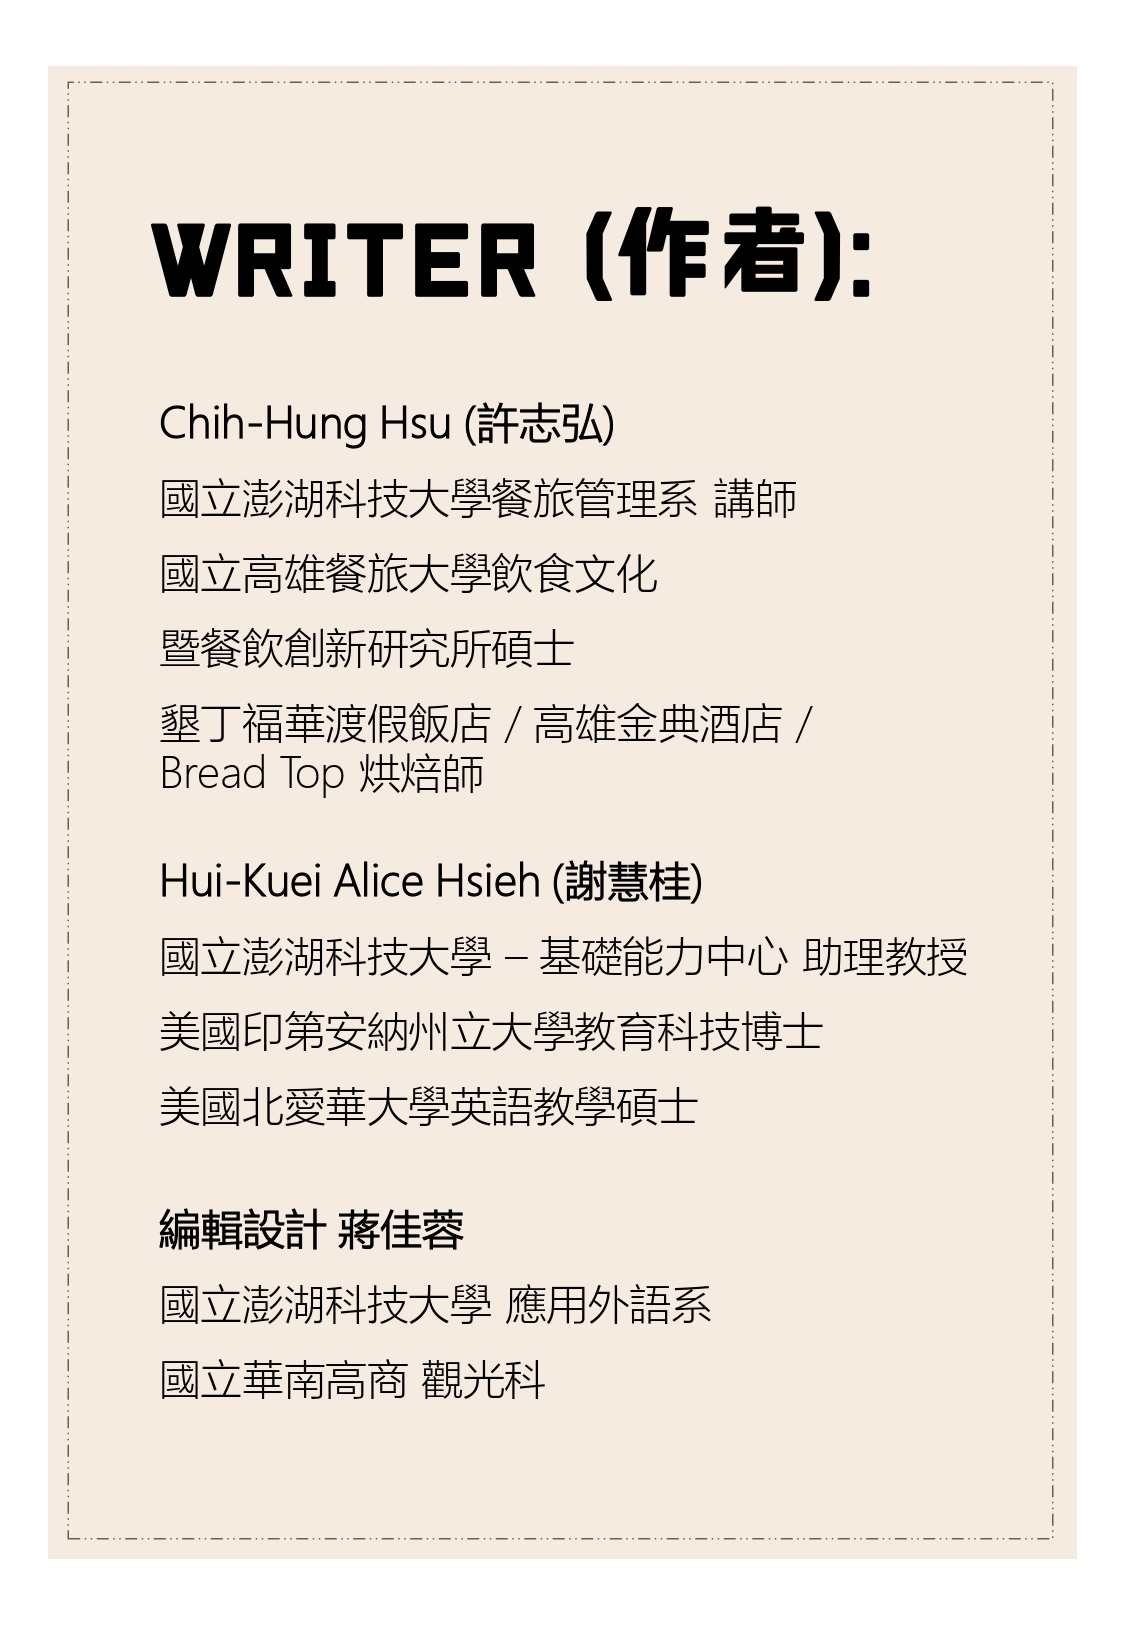 WRITER (作者):
Chih-Hung Hsu (許志弘)
國立澎湖科技大學餐旅管理系 講師
國立高雄餐旅大學飲食文化
暨餐飲創新研究所碩士
墾丁福華渡假飯店 / 高雄金典酒店 /
Bread Top 烘焙師
Hui-Kuei Alice Hsieh (謝慧桂)
國立澎湖科技大學 – 基礎能力中心 助理教授
美國印第安納州立大學教育科技博士
美國北愛華大學英語教學碩士
編輯設計 蔣佳蓉
國立澎湖科技大學 應用外語系
國立華南高商 觀光科